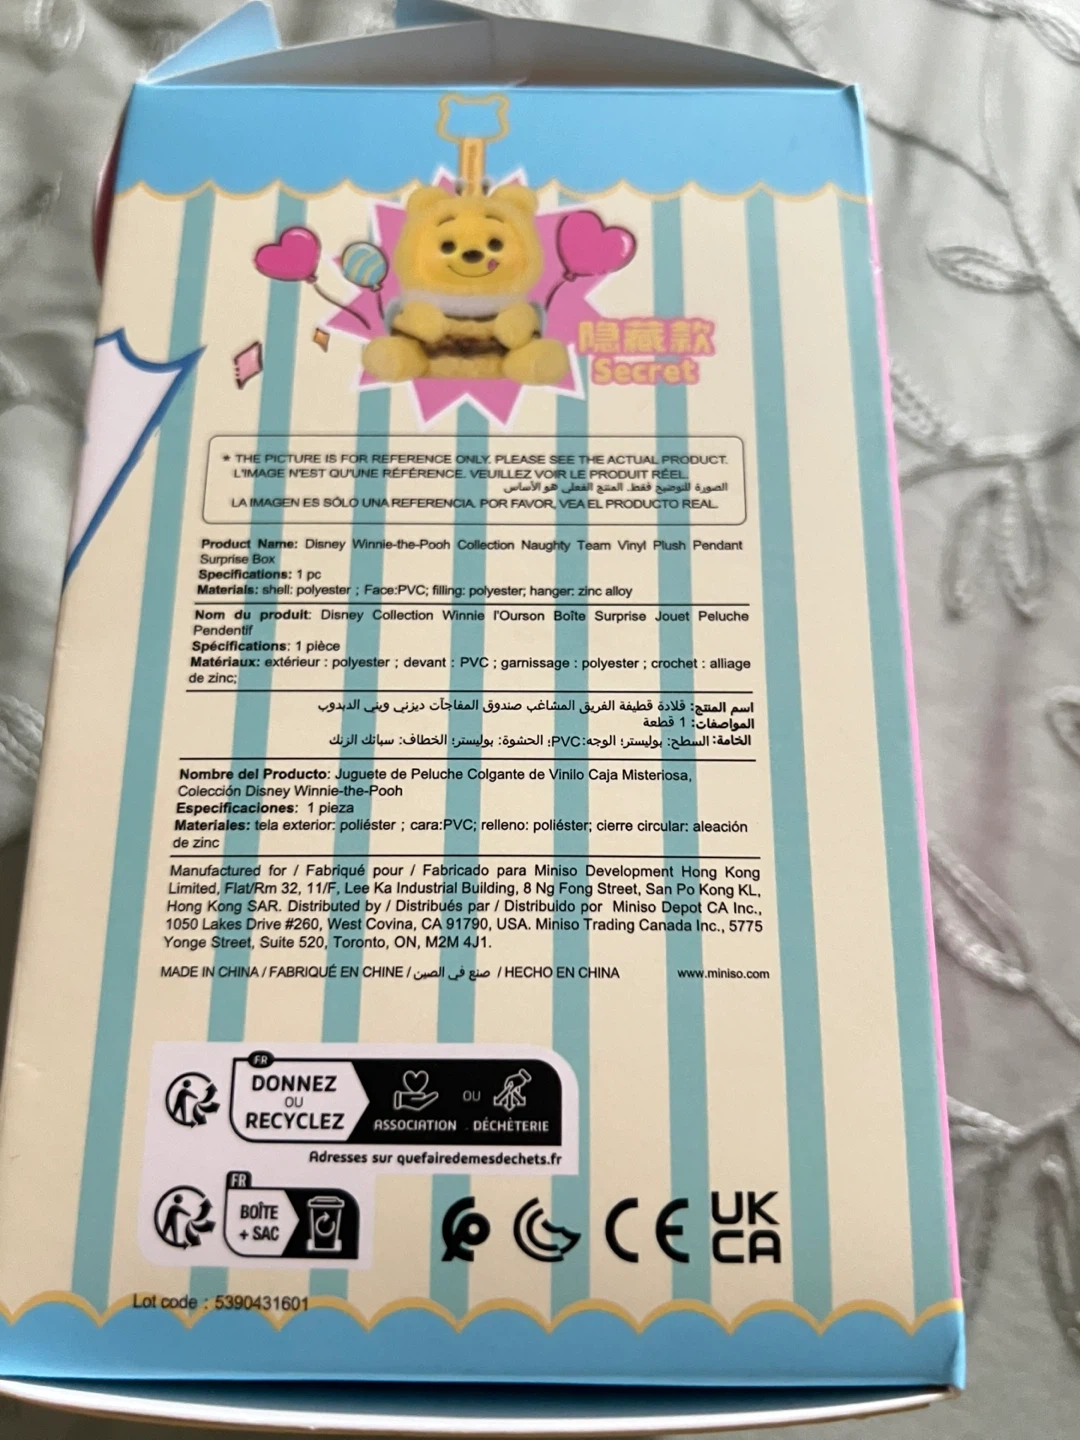 隐藏款
Secret
* THE PICTURE IS FOR REFERENCE ONLY. PLEASE SEE THE ACTUAL PRODUCT.
L'IMAGE N'EST QU'UNE RÉFÉRENCE. VEUILLEZ VOIR LE PRODUIT RÉEL.
الصورة للتوضيح فقط. المنتج الفعلي هو الأساس
LA IMAGEN ES SÓLO UNA REFERENCIA. POR FAVOR, VEA EL PRODUCTO REAL.
Product Name: Disney Winnie-the-Pooh Collection Naughty Team Vinyl Plush Pendant
Surprise Box
Specifications: 1 pc
Materials: shell: polyester ; Face:PVC; filling: polyester; hanger: zinc alloy
Nom du produit: Disney Collection Winnie l'Ourson Boîte Surprise Jouet Peluche
Pendentif
Spécifications: 1 pièce
Matériaux: extérieur : polyester ; devant : PVC ; garnissage : polyester ; crochet : alliage
de zinc;
اسم المنتج: قلادة قطيفة الفريق المشاغب صندوق المفاجآت ديزني ويني الدبدوب
المواصفات: 1 قطعة
الخامة: السطح: بوليستر؛ الوجه:PVC؛ الحشوة: بوليستر؛ الخطاف: سبائك الزنك
Nombre del Producto: Juguete de Peluche Colgante de Vinilo Caja Misteriosa,
Colección Disney Winnie-the-Pooh
Especificaciones: 1 pieza
Materiales: tela exterior: poliéster ; cara:PVC; relleno: poliéster; cierre circular: aleación
de zinc
Manufactured for / Fabriqué pour / Fabricado para Miniso Development Hong Kong
Limited, Flat/Rm 32, 11/F, Lee Ka Industrial Building, 8 Ng Fong Street, San Po Kong KL,
Hong Kong SAR. Distributed by / Distribués par / Distribuido por Miniso Depot CA Inc.,
1050 Lakes Drive #260, West Covina, CA 91790, USA. Miniso Trading Canada Inc., 5775
Yonge Street, Suite 520, Toronto, ON, M2M 4J1.
MADE IN CHINA / FABRIQUÉ EN CHINE / صنع في الصين / HECHO EN CHINA www.miniso.com
FR
DONNEZ
OU
RECYCLEZ
ASSOCIATION OU DÉCHÈTERIE
Adresses sur quefairedemesdechets.fr
FR
BOÎTE
+ SAC
CE
UK
CA
Lot code : 5390431601